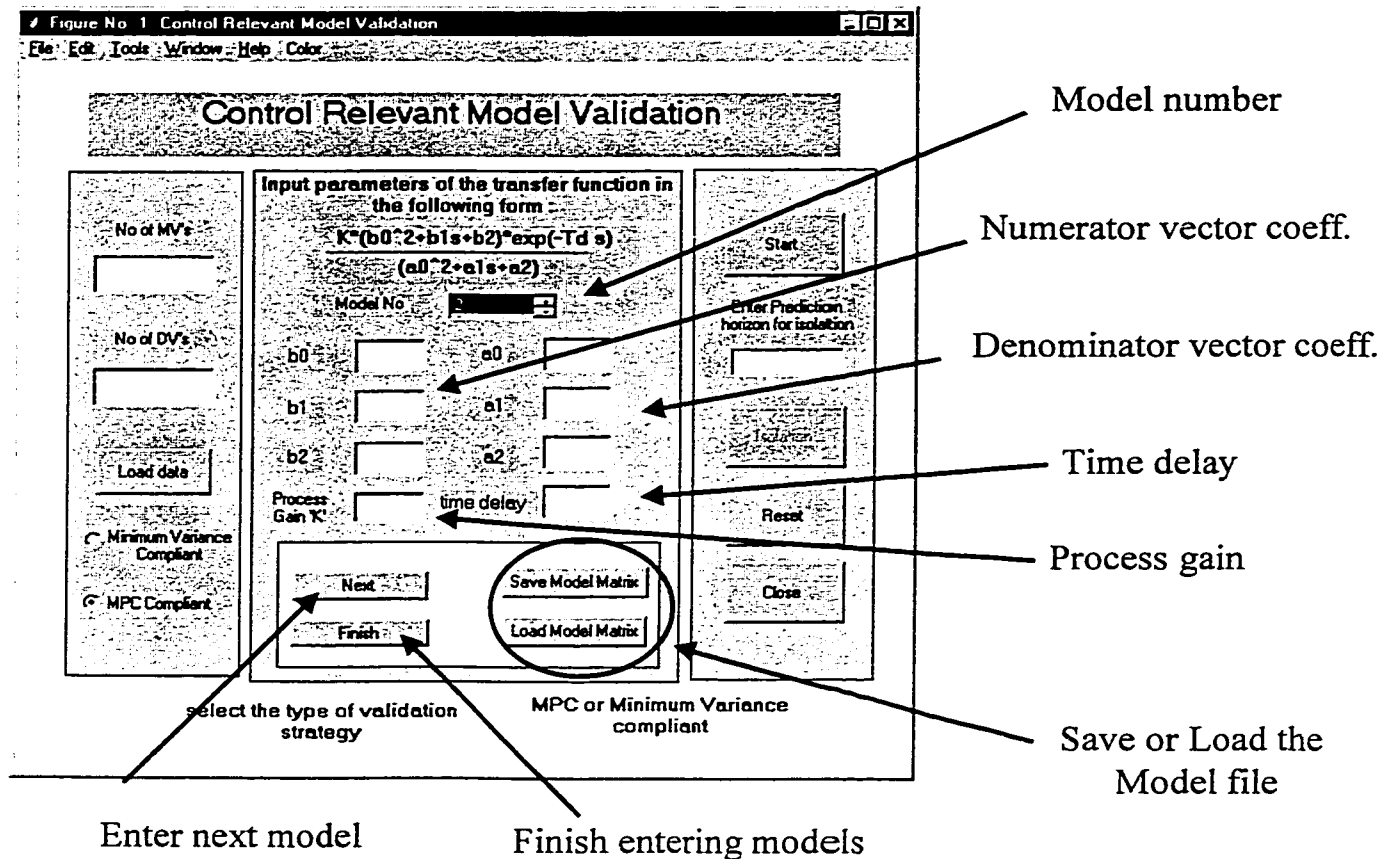 Figure No. 1 Control Relevant Model Validation
File Edit Tools Window Help Color
Control Relevant Model Validation
No of MV's
No of DV's
Load data
Minimum Variance
Compliant
MPC Compliant
Input parameters of the transfer function in
the following form :
K*(b0^2+b1s+b2)*exp(-Td s)
(a0^2+a1s+a2)
Model No
b0
a0
b1
a1
b2
a2
Process
Gain 'K'
time delay
Next
Save Model Matrix
Finish
Load Model Matrix
Start
Enter Prediction
horizon for isolation
Isolation
Reset
Close
select the type of validation
strategy
MPC or Minimum Variance
compliant
Model number
Numerator vector coeff.
Denominator vector coeff.
Time delay
Process gain
Save or Load the
Model file
Enter next model
Finish entering models